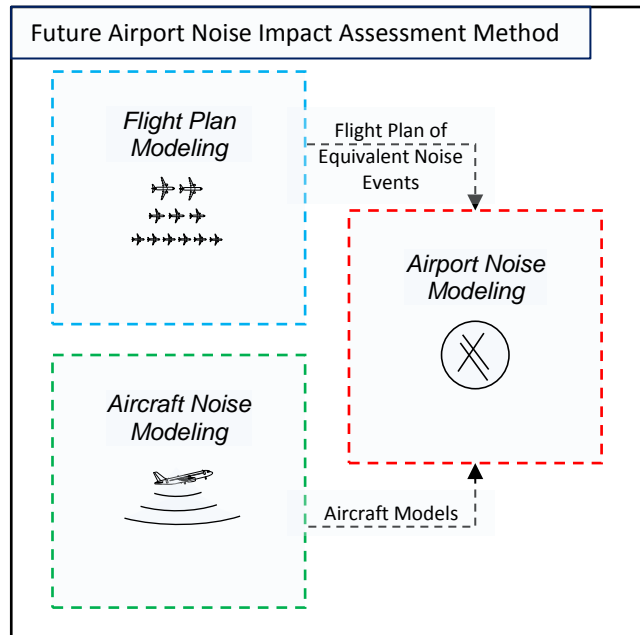 Future Airport Noise Impact Assessment Method
Flight Plan
Modeling
Flight Plan of
Equivalent Noise
Events
Airport Noise
Modeling
Aircraft Noise
Modeling
Aircraft Models